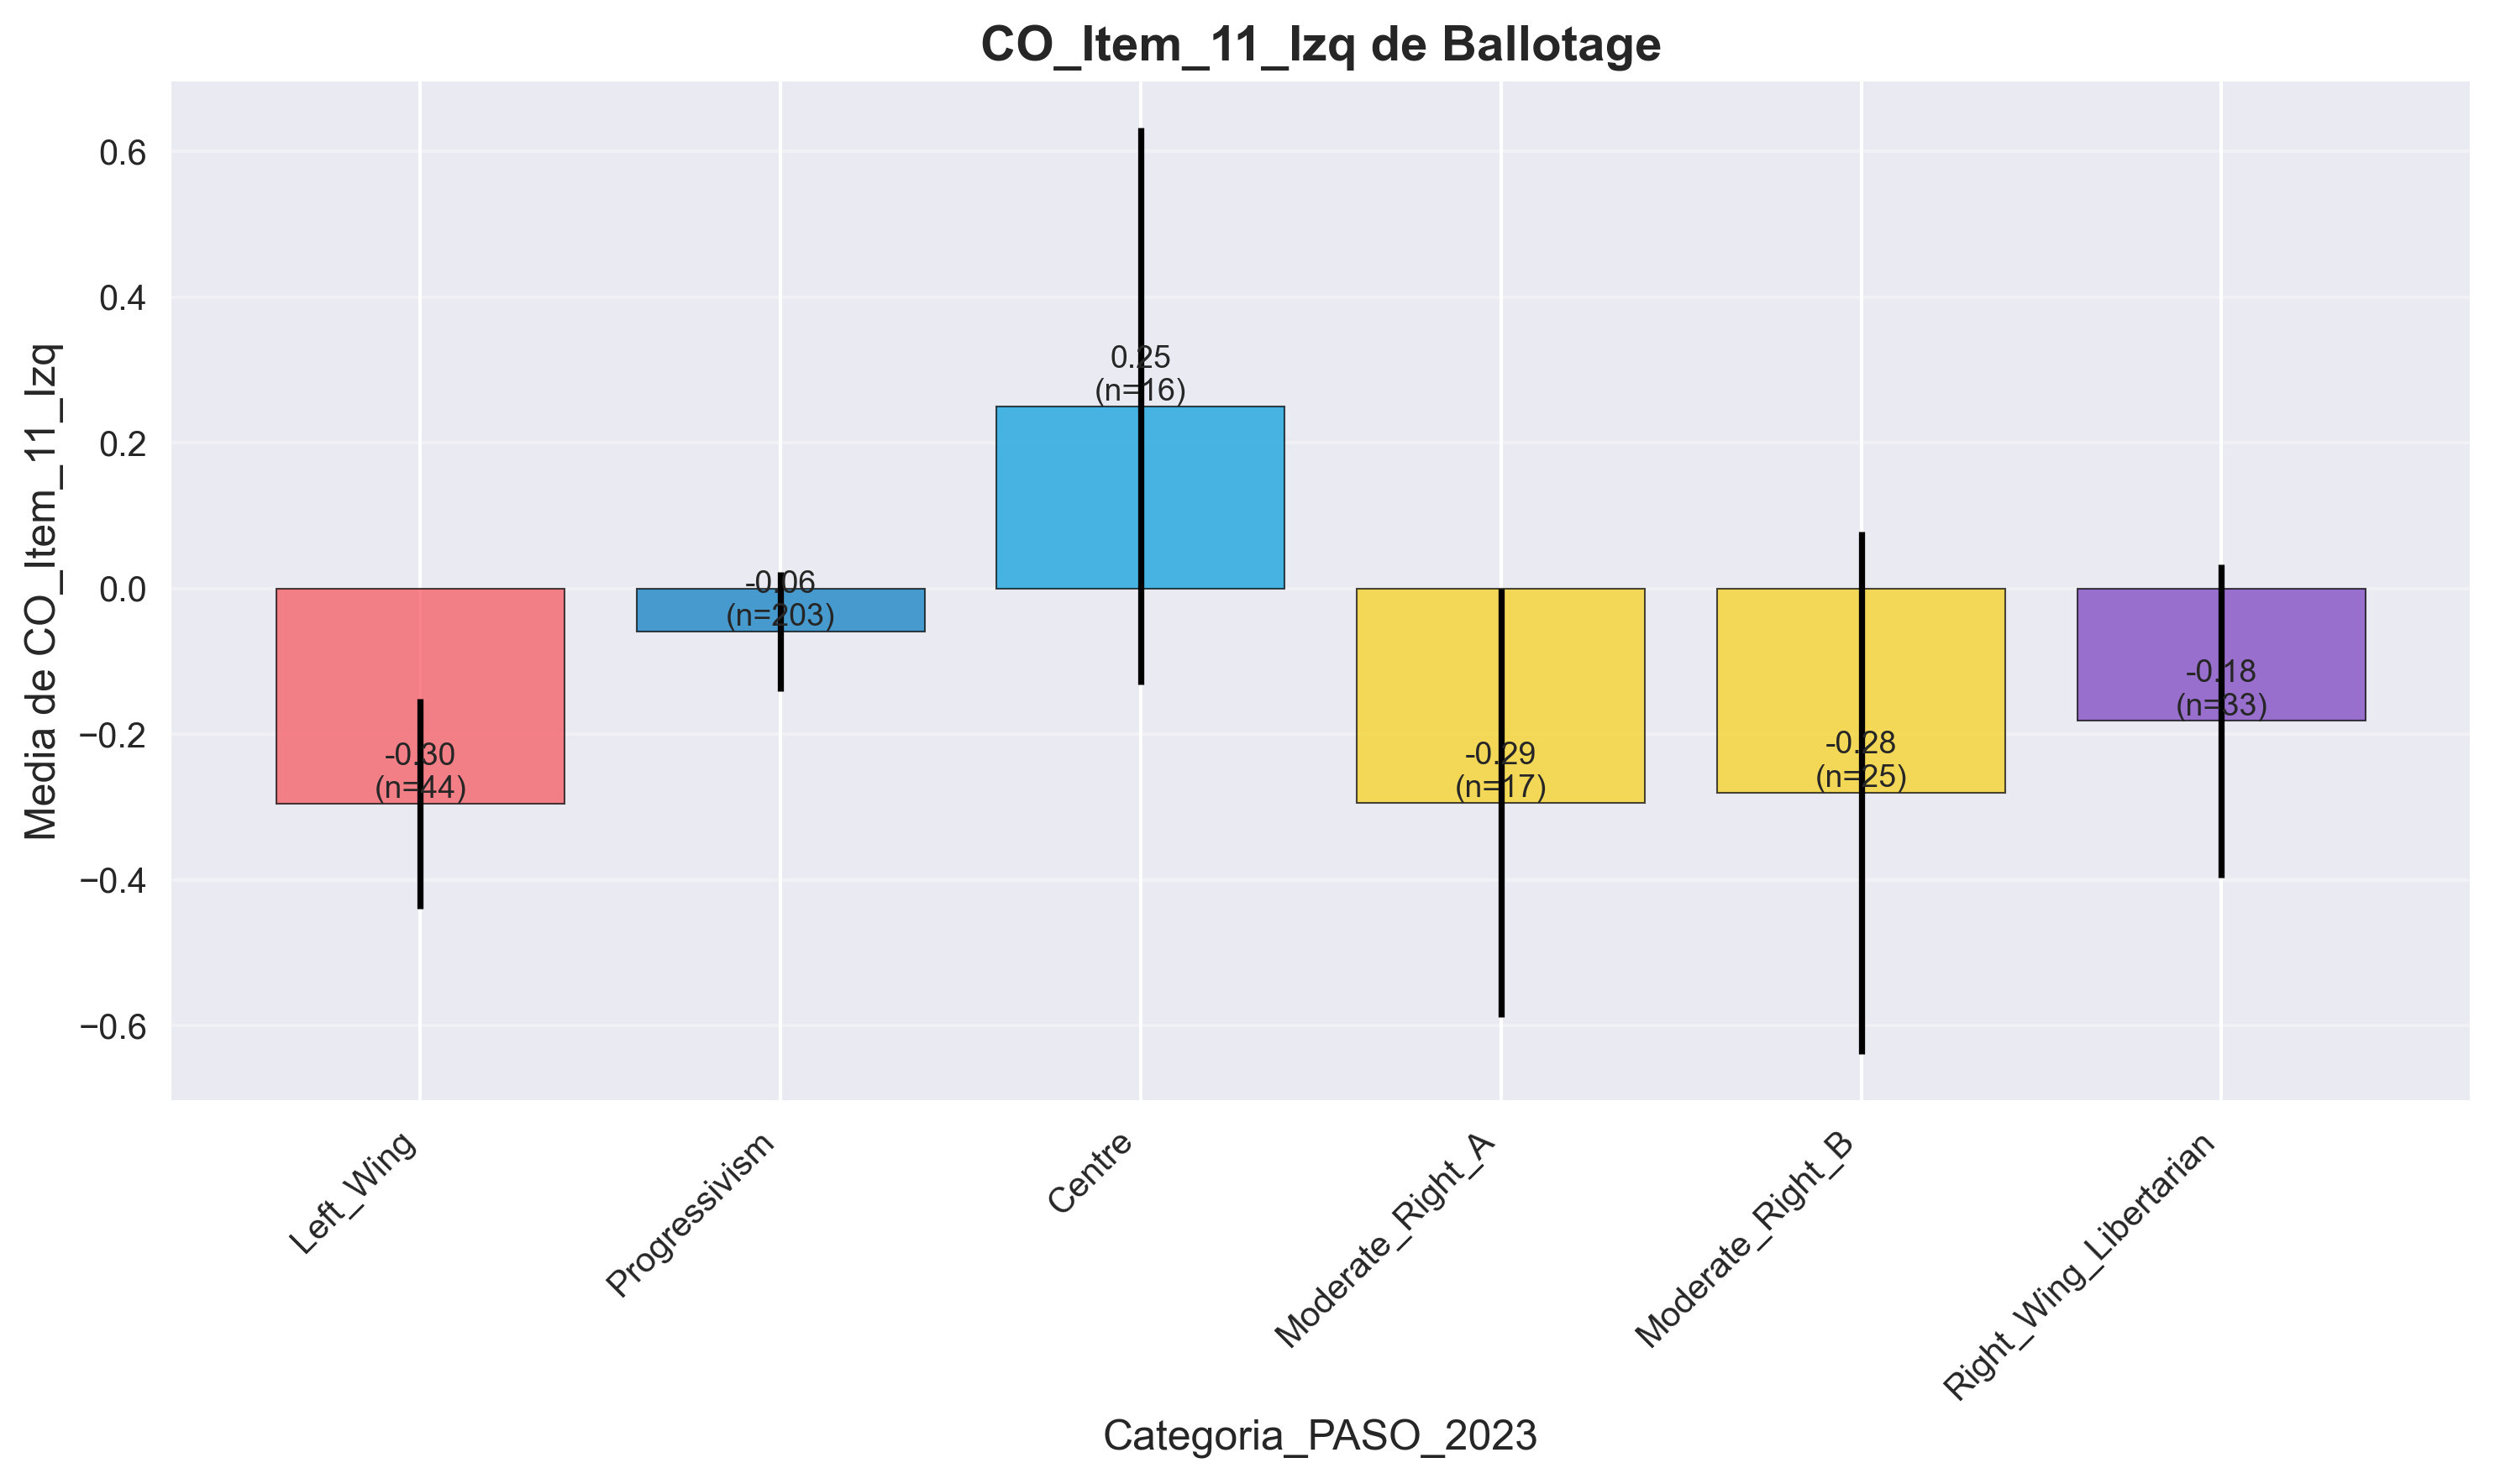 CO_Item_11_Izq de Ballotage
Media de CO_Item_11_Izq
0.6
0.4
0.2
0.0
−0.2
−0.4
−0.6
-0.30
(n=44)
-0.06
(n=203)
0.25
(n=16)
-0.29
(n=17)
-0.28
(n=25)
-0.18
(n=33)
Left_Wing
Progressivism
Centre
Moderate_Right_A
Moderate_Right_B
Right_Wing_Libertarian
Categoria_PASO_2023